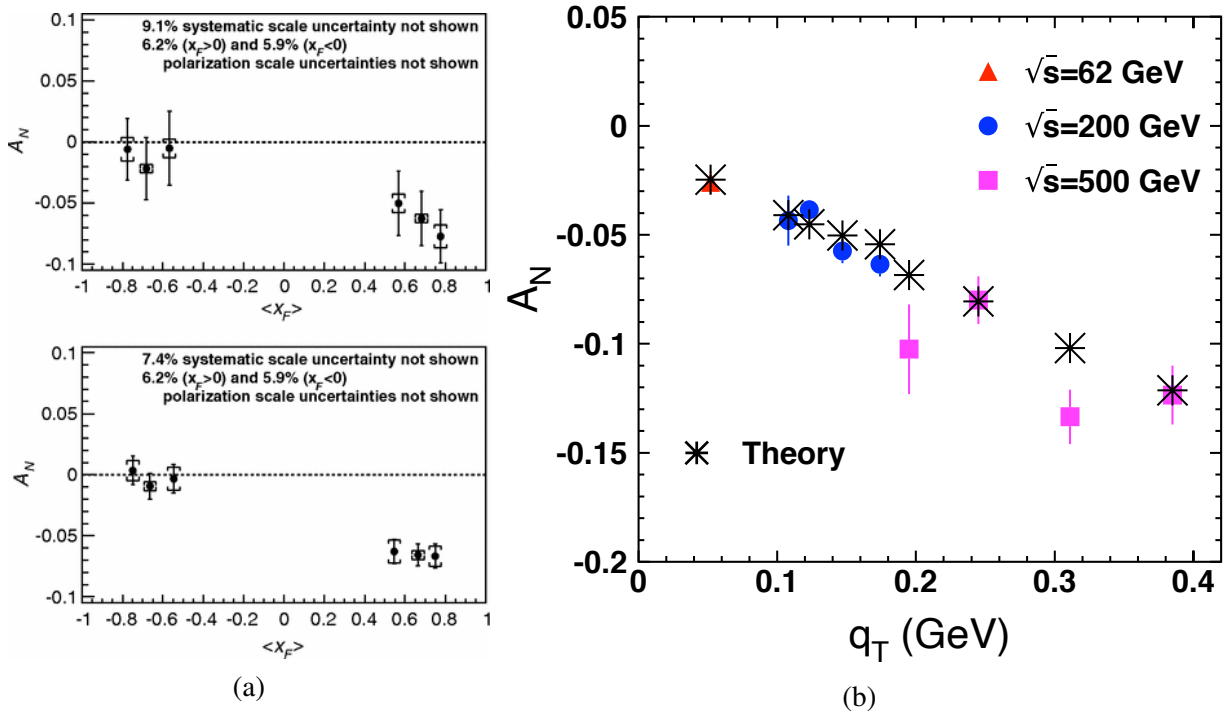 0.1
0.05
0
-0.05
-0.1
A_N
9.1% systematic scale uncertainty not shown
6.2% (x_F>0) and 5.9% (x_F<0)
polarization scale uncertainties not shown
-1 -0.8 -0.6 -0.4 -0.2 0 0.2 0.4 0.6 0.8 1
<x_F>
0.1
0.05
0
-0.05
-0.1
A_N
7.4% systematic scale uncertainty not shown
6.2% (x_F>0) and 5.9% (x_F<0)
polarization scale uncertainties not shown
-1 -0.8 -0.6 -0.4 -0.2 0 0.2 0.4 0.6 0.8 1
<x_F>
(a)
0.05
0
-0.05
-0.1
-0.15
-0.2
A_N
√s=62 GeV
√s=200 GeV
√s=500 GeV
Theory
0 0.1 0.2 0.3 0.4
q_T (GeV)
(b)